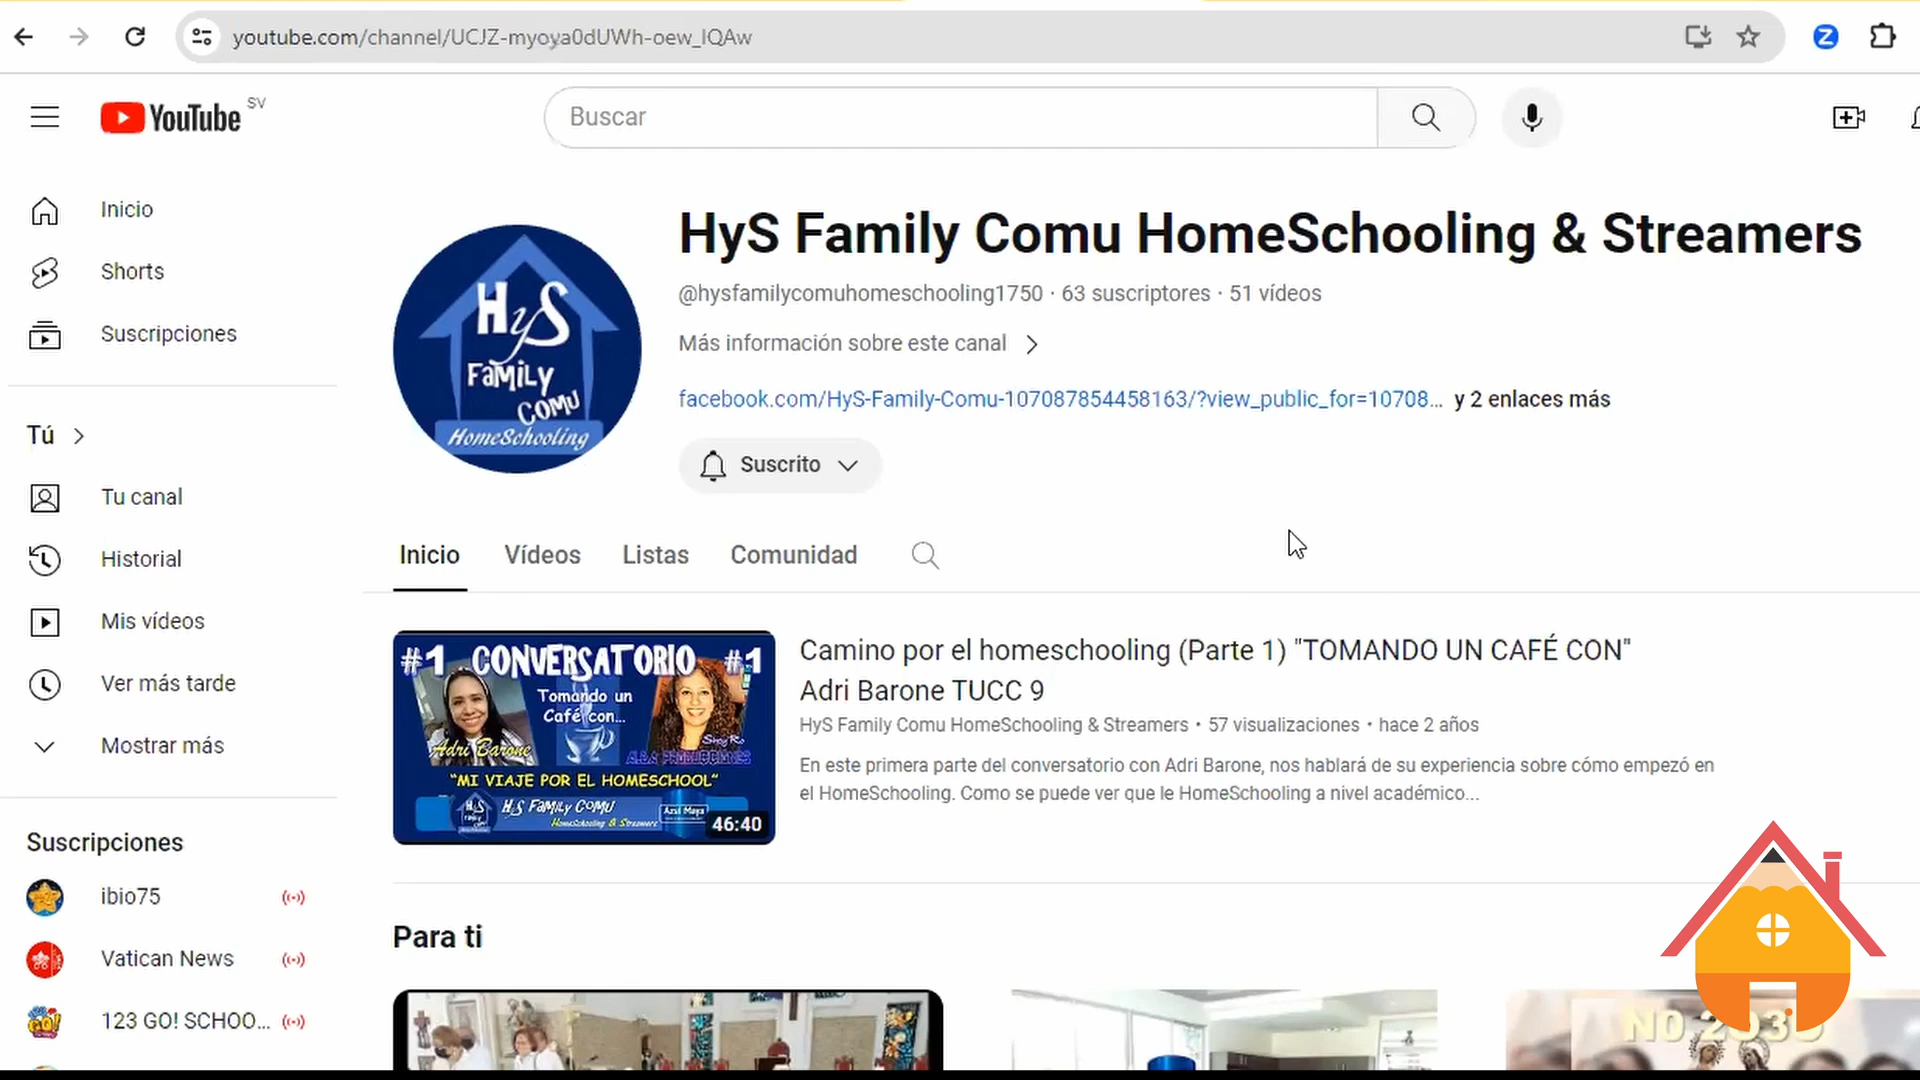 youtube.com/channel/UCJZ-myoya0dUWh-oew_IQAw
YouTube SV
Buscar
Inicio
Shorts
Suscripciones
Tú
Tu canal
Historial
Mis vídeos
Ver más tarde
Mostrar más
Suscripciones
ibio75
Vatican News
123 GO! SCHOO...
HyS
FaMiLy
COMU
HomeSchooling
HyS Family Comu HomeSchooling & Streamers
@hysfamilycomuhomeschooling1750 · 63 suscriptores · 51 vídeos
Más información sobre este canal
facebook.com/HyS-Family-Comu-107087854458163/?view_public_for=10708... y 2 enlaces más
Suscrito
Inicio Vídeos Listas Comunidad
#1 CONVERSATORIO #1
Tomando un
Café con...
Adri Barone
"MI VIAJE POR EL HOMESCHOOL"
HyS FaMiLy COMU
HomeSchooling & Streamers
Azul Maya
46:40
Camino por el homeschooling (Parte 1) "TOMANDO UN CAFÉ CON"
Adri Barone TUCC 9
HyS Family Comu HomeSchooling & Streamers • 57 visualizaciones • hace 2 años
En este primera parte del conversatorio con Adri Barone, nos hablará de su experiencia sobre cómo empezó en
el HomeSchooling. Como se puede ver que le HomeSchooling a nivel académico...
Para ti